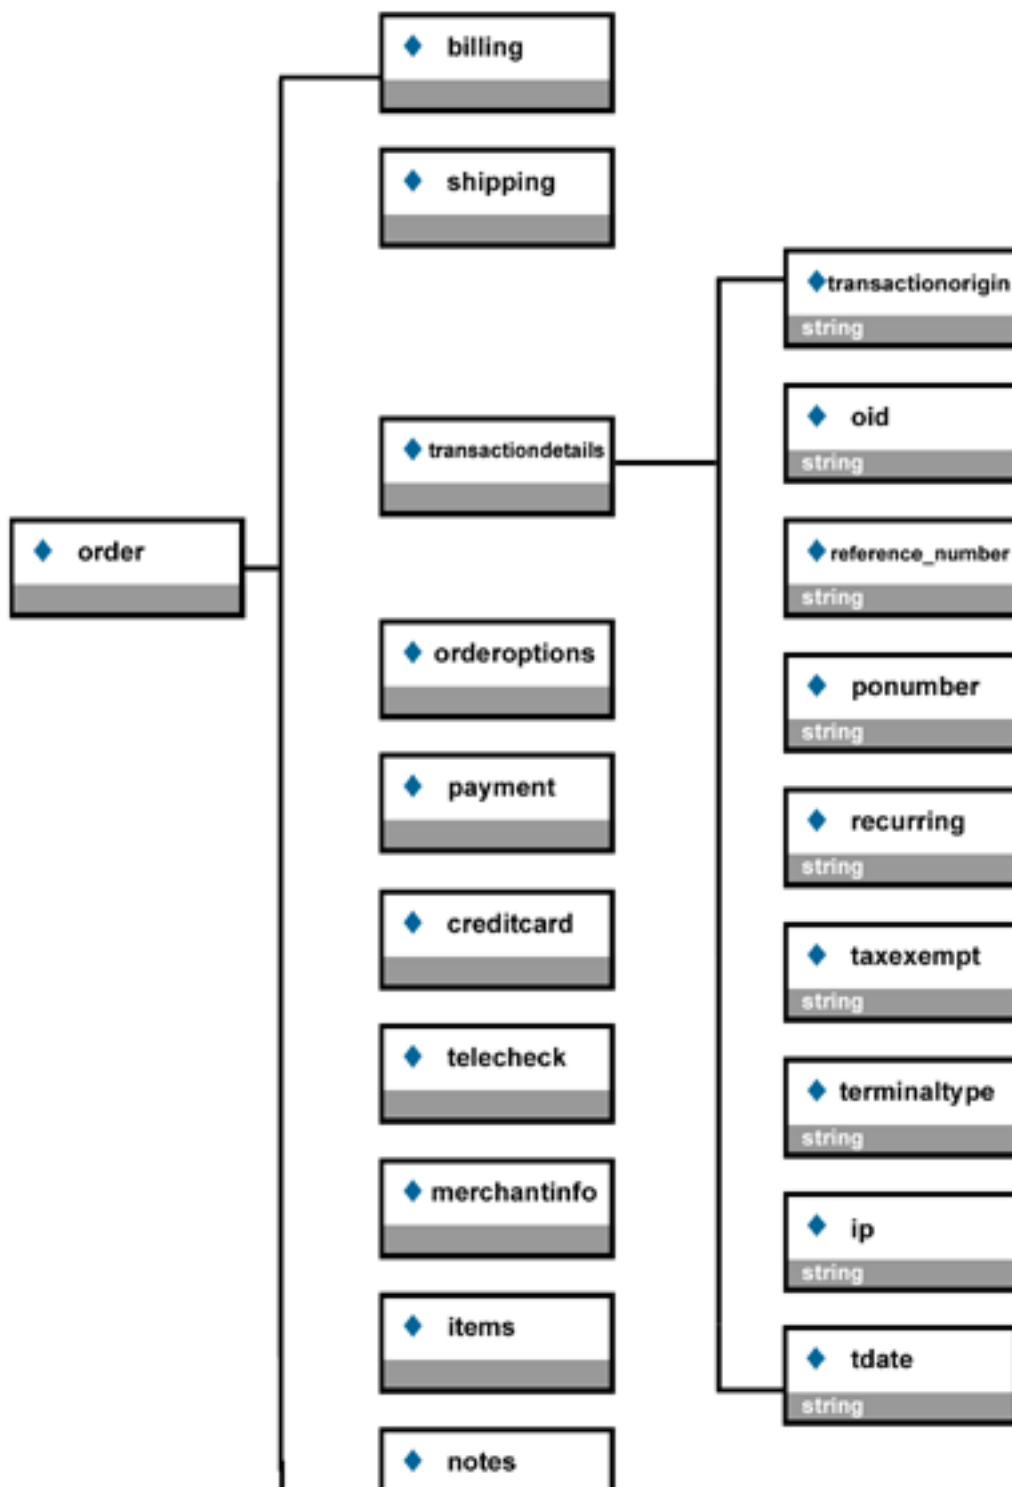 billing
shipping
transactionorigin
string
oid
string
transactiondetails
order
reference_number
string
orderoptions
ponumber
string
payment
recurring
string
creditcard
taxexempt
string
telecheck
terminaltype
string
merchantinfo
ip
string
items
tdate
string
notes